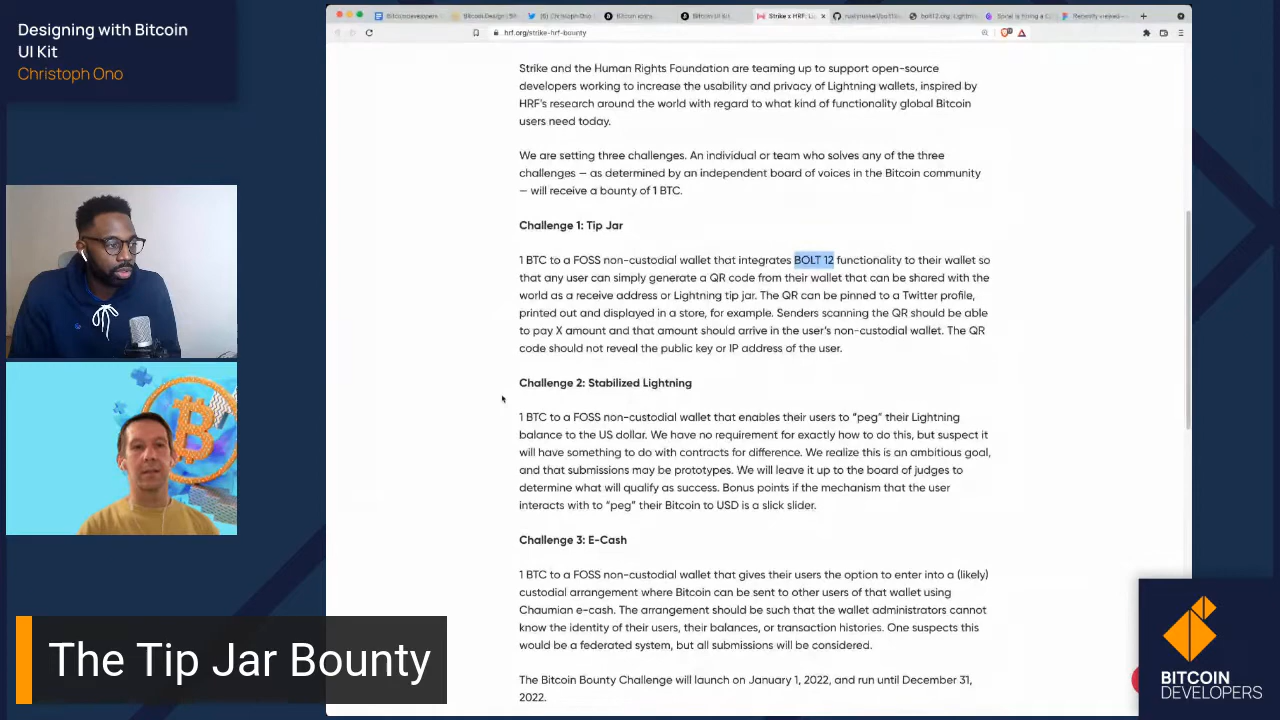 Designing with Bitcoin
UI Kit
Christoph Ono
hrf.org/strike-hrf-bounty
Strike and the Human Rights Foundation are teaming up to support open-source
developers working to increase the usability and privacy of Lightning wallets, inspired by
HRF's research around the world with regard to what kind of functionality global Bitcoin
users need today.
We are setting three challenges. An individual or team who solves any of the three
challenges — as determined by an independent board of voices in the Bitcoin community
— will receive a bounty of 1 BTC.
Challenge 1: Tip Jar
1 BTC to a FOSS non-custodial wallet that integrates BOLT 12 functionality to their wallet so
that any user can simply generate a QR code from their wallet that can be shared with the
world as a receive address or Lightning tip jar. The QR can be pinned to a Twitter profile,
printed out and displayed in a store, for example. Senders scanning the QR should be able
to pay X amount and that amount should arrive in the user's non-custodial wallet. The QR
code should not reveal the public key or IP address of the user.
Challenge 2: Stabilized Lightning
1 BTC to a FOSS non-custodial wallet that enables their users to “peg” their Lightning
balance to the US dollar. We have no requirement for exactly how to do this, but suspect it
will have something to do with contracts for difference. We realize this is an ambitious goal,
and that submissions may be prototypes. We will leave it up to the board of judges to
determine what will qualify as success. Bonus points if the mechanism that the user
interacts with to “peg” their Bitcoin to USD is a slick slider.
Challenge 3: E-Cash
1 BTC to a FOSS non-custodial wallet that gives their users the option to enter into a (likely)
custodial arrangement where Bitcoin can be sent to other users of that wallet using
Chaumian e-cash. The arrangement should be such that the wallet administrators cannot
know the identity of their users, their balances, or transaction histories. One suspects this
would be a federated system, but all submissions will be considered.
The Bitcoin Bounty Challenge will launch on January 1, 2022, and run until December 31,
2022.
The Tip Jar Bounty
BITCOIN
DEVELOPERS